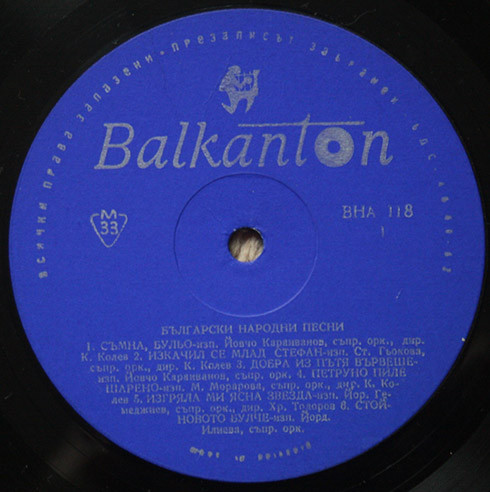 всички права запазени · презаписът забранен · БДС
Balkanton
М
33
ВНА 118
1
БЪЛГАРСКИ НАРОДНИ ПЕСНИ
1. СЪМНА, БУЛЬО-изп. Йовчо Караиванов, съпр. орк., дир.
К. Колев 2. ИЗКАЧИЛ СЕ МЛАД СТЕФАН-изп. Ст. Гьокова,
съпр. орк., дир. К. Колев 3. ДОБРА ИЗ ПЪТЯ ВЪРВЕШЕ-
изп. Йовчо Караиванов, съпр. орк. 4. ПЕТРУНО ПИЛЕ
ШАРЕНО-изп. М. Морарова, съпр. орк., дир. К. Ко-
лев 5. ИЗГРЯЛА МИ ЯСНА ЗВЕЗДА-изп. Йор. Ге-
меджиев, съпр. орк., дир. Хр. Тодоров 6. СТОЙ-
НОВОТО БУЛЧЕ-изп. Йорд.
Илиева, съпр. орк.